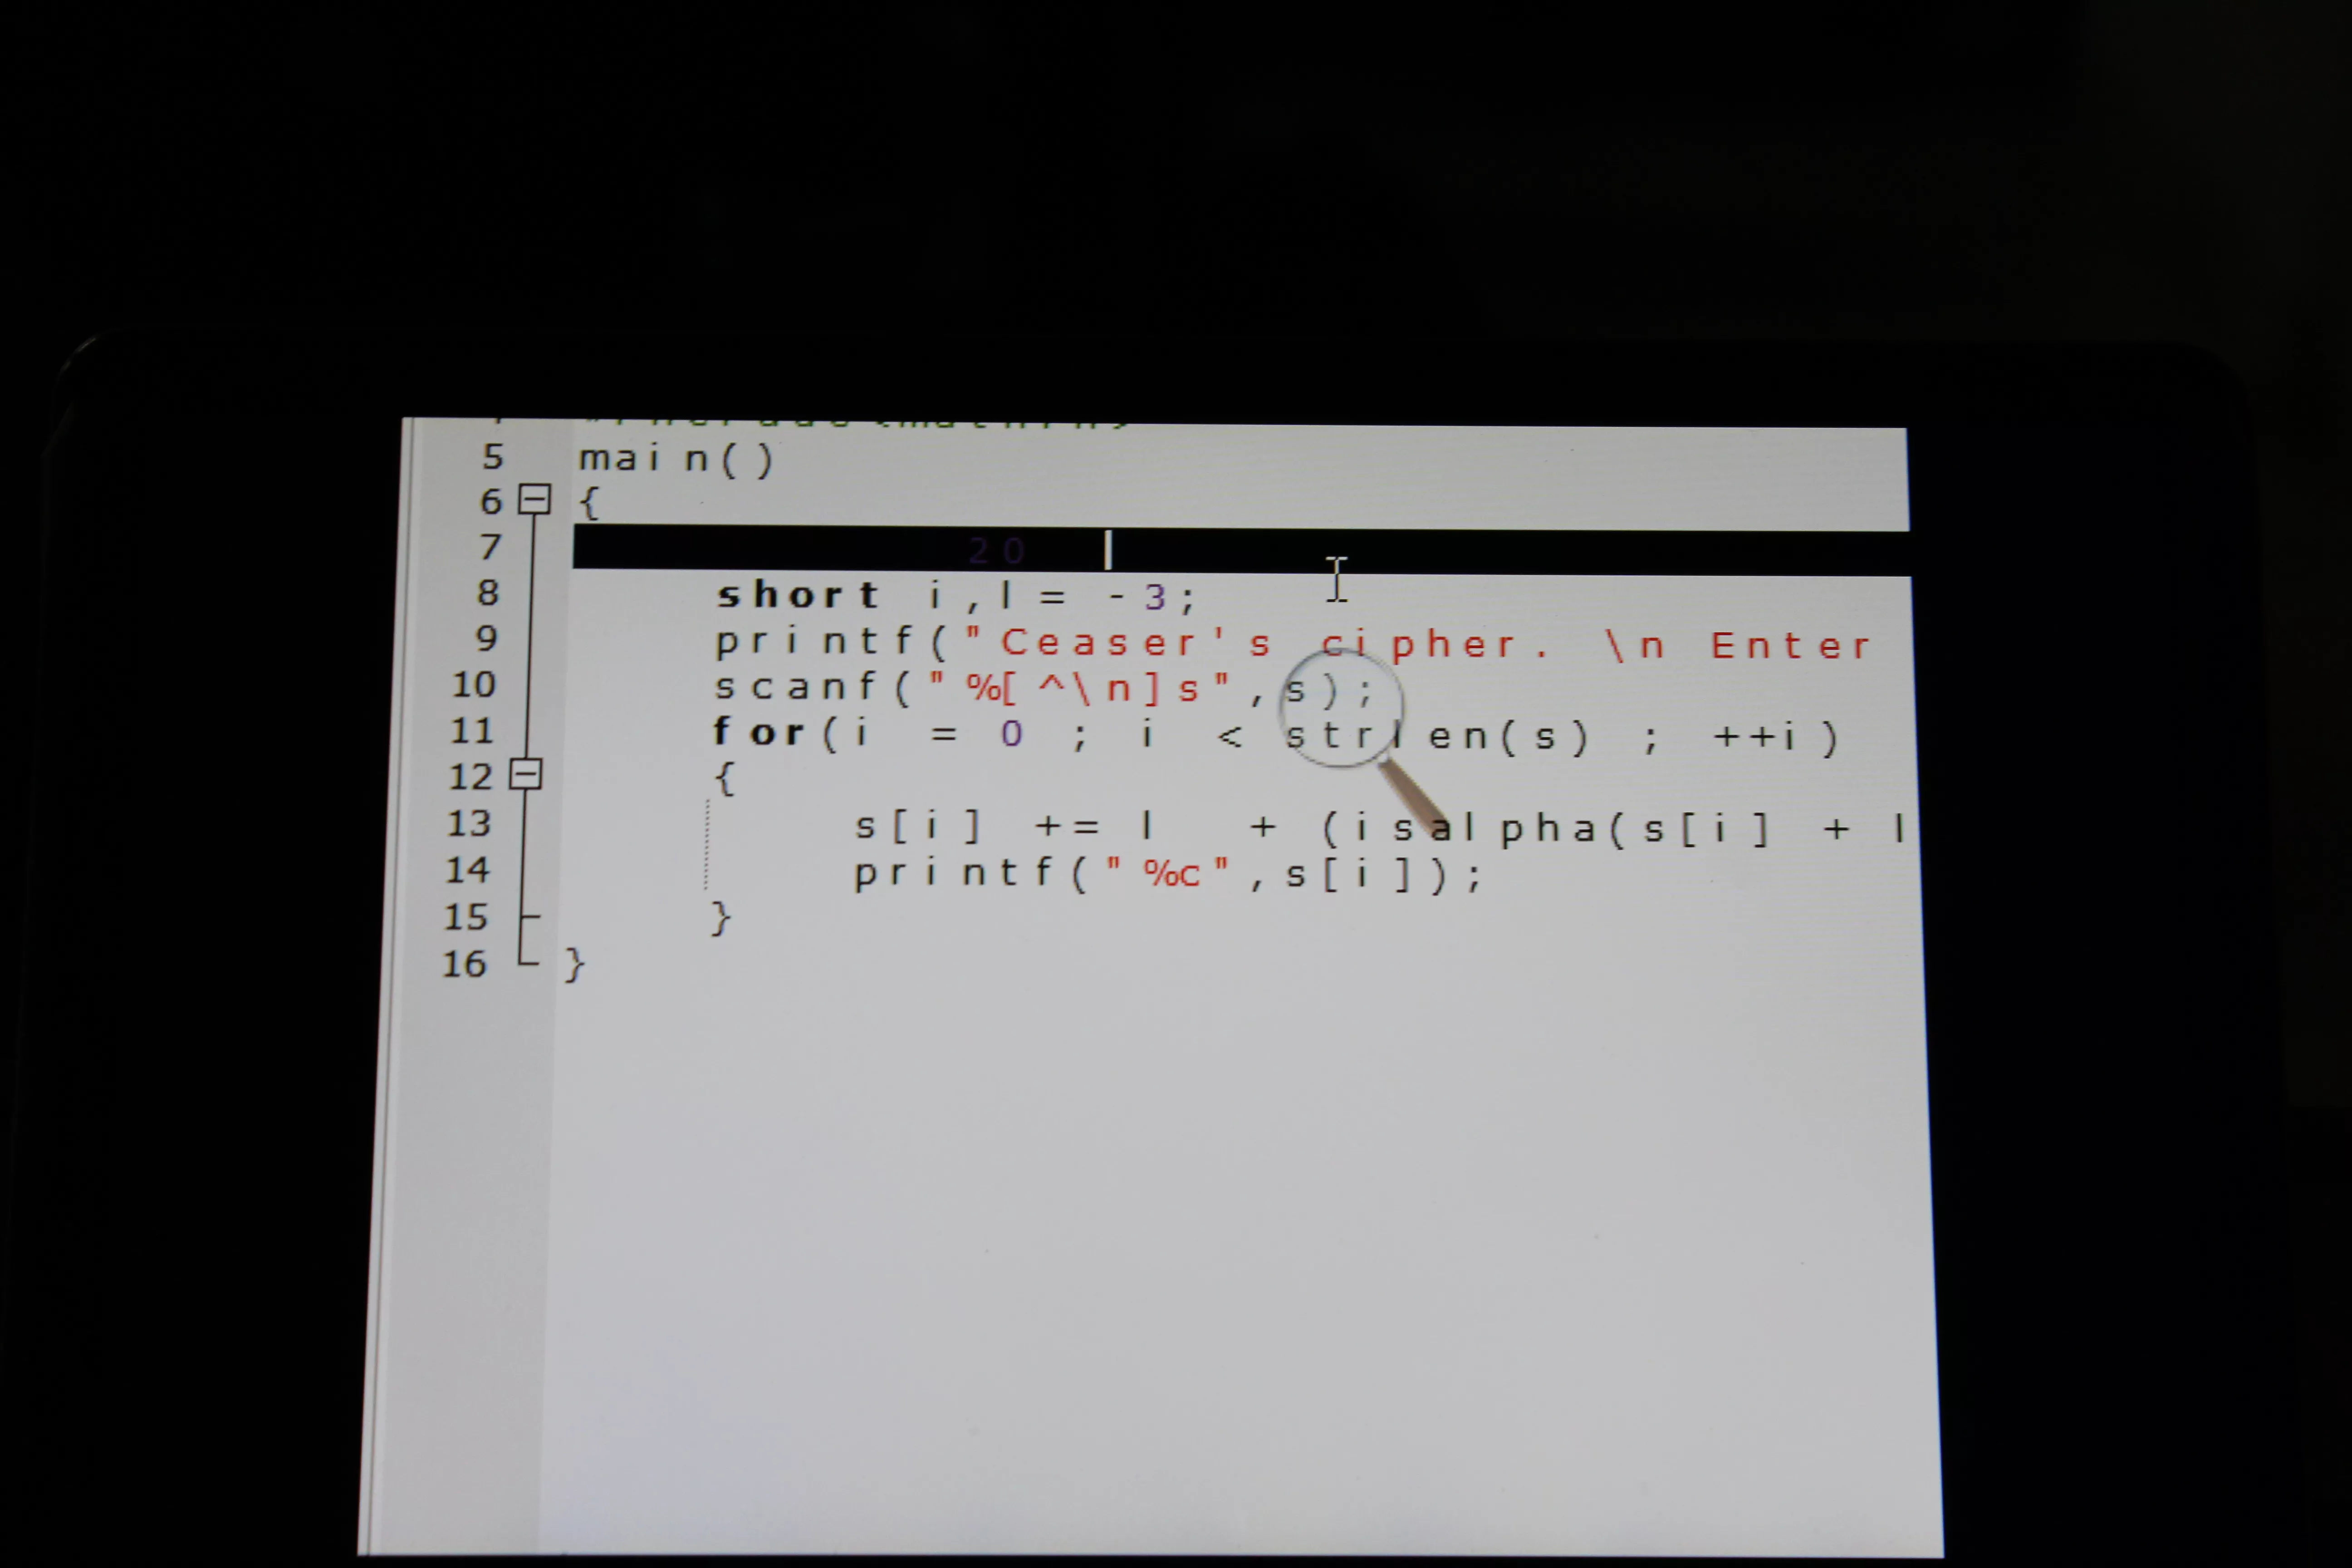 5 main()
6 {
7 20
8 short i,l= -3;
9 printf("Ceaser's cipher. \n Enter
10 scanf("%[^\n]s",s);
11 for(i = 0 ; i < strlen(s) ; ++i)
12 {
13 s[i] += l + (isalpha(s[i] + l
14 printf("%c",s[i]);
15 }
16 }